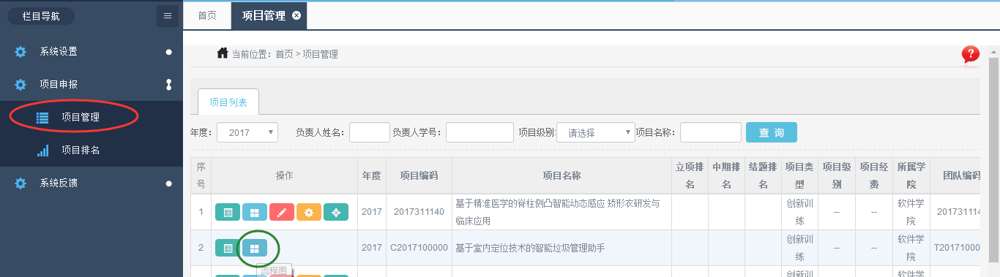 栏目导航
首页
项目管理
系统设置
项目申报
项目管理
项目排名
系统反馈
当前位置：首页 > 项目管理
?
项目列表
年度： 2017 负责人姓名： 负责人学号： 项目级别: 请选择 项目名称： 查 询
序号 操作 年度 项目编码 项目名称 立项排名 中期排名 结题排名 项目类型 项目级别 项目经费 所属学院 团队编码
1 2017 2017311140 基于精准医学的脊柱侧凸智能动态感应 矫形衣研发与临床应用 创新训练 -- -- 软件学院 201731114
2 2017 C2017100000 基于室内定位技术的智能垃圾管理助手 创新训练 -- -- 软件学院 T20171000
流程图
创新训 软件学